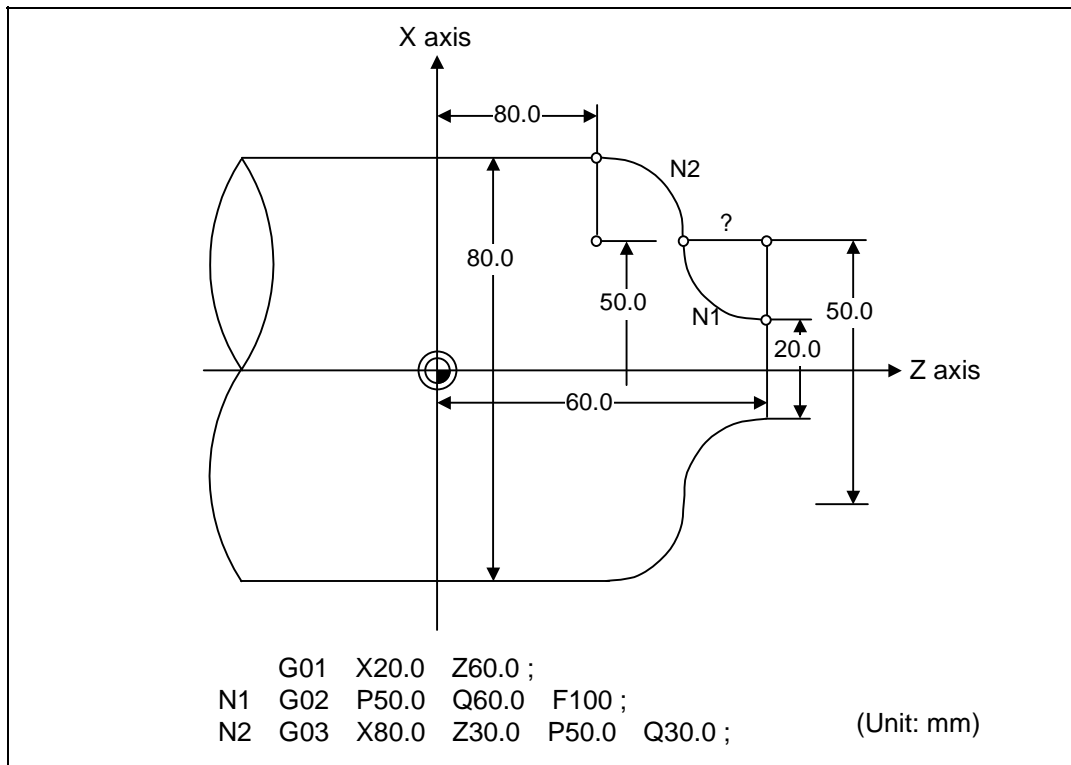 X axis
80.0
N2
?
80.0
50.0
N1
50.0
20.0
Z axis
60.0
G01 X20.0 Z60.0 ;
N1 G02 P50.0 Q60.0 F100 ;
N2 G03 X80.0 Z30.0 P50.0 Q30.0 ;
(Unit: mm)